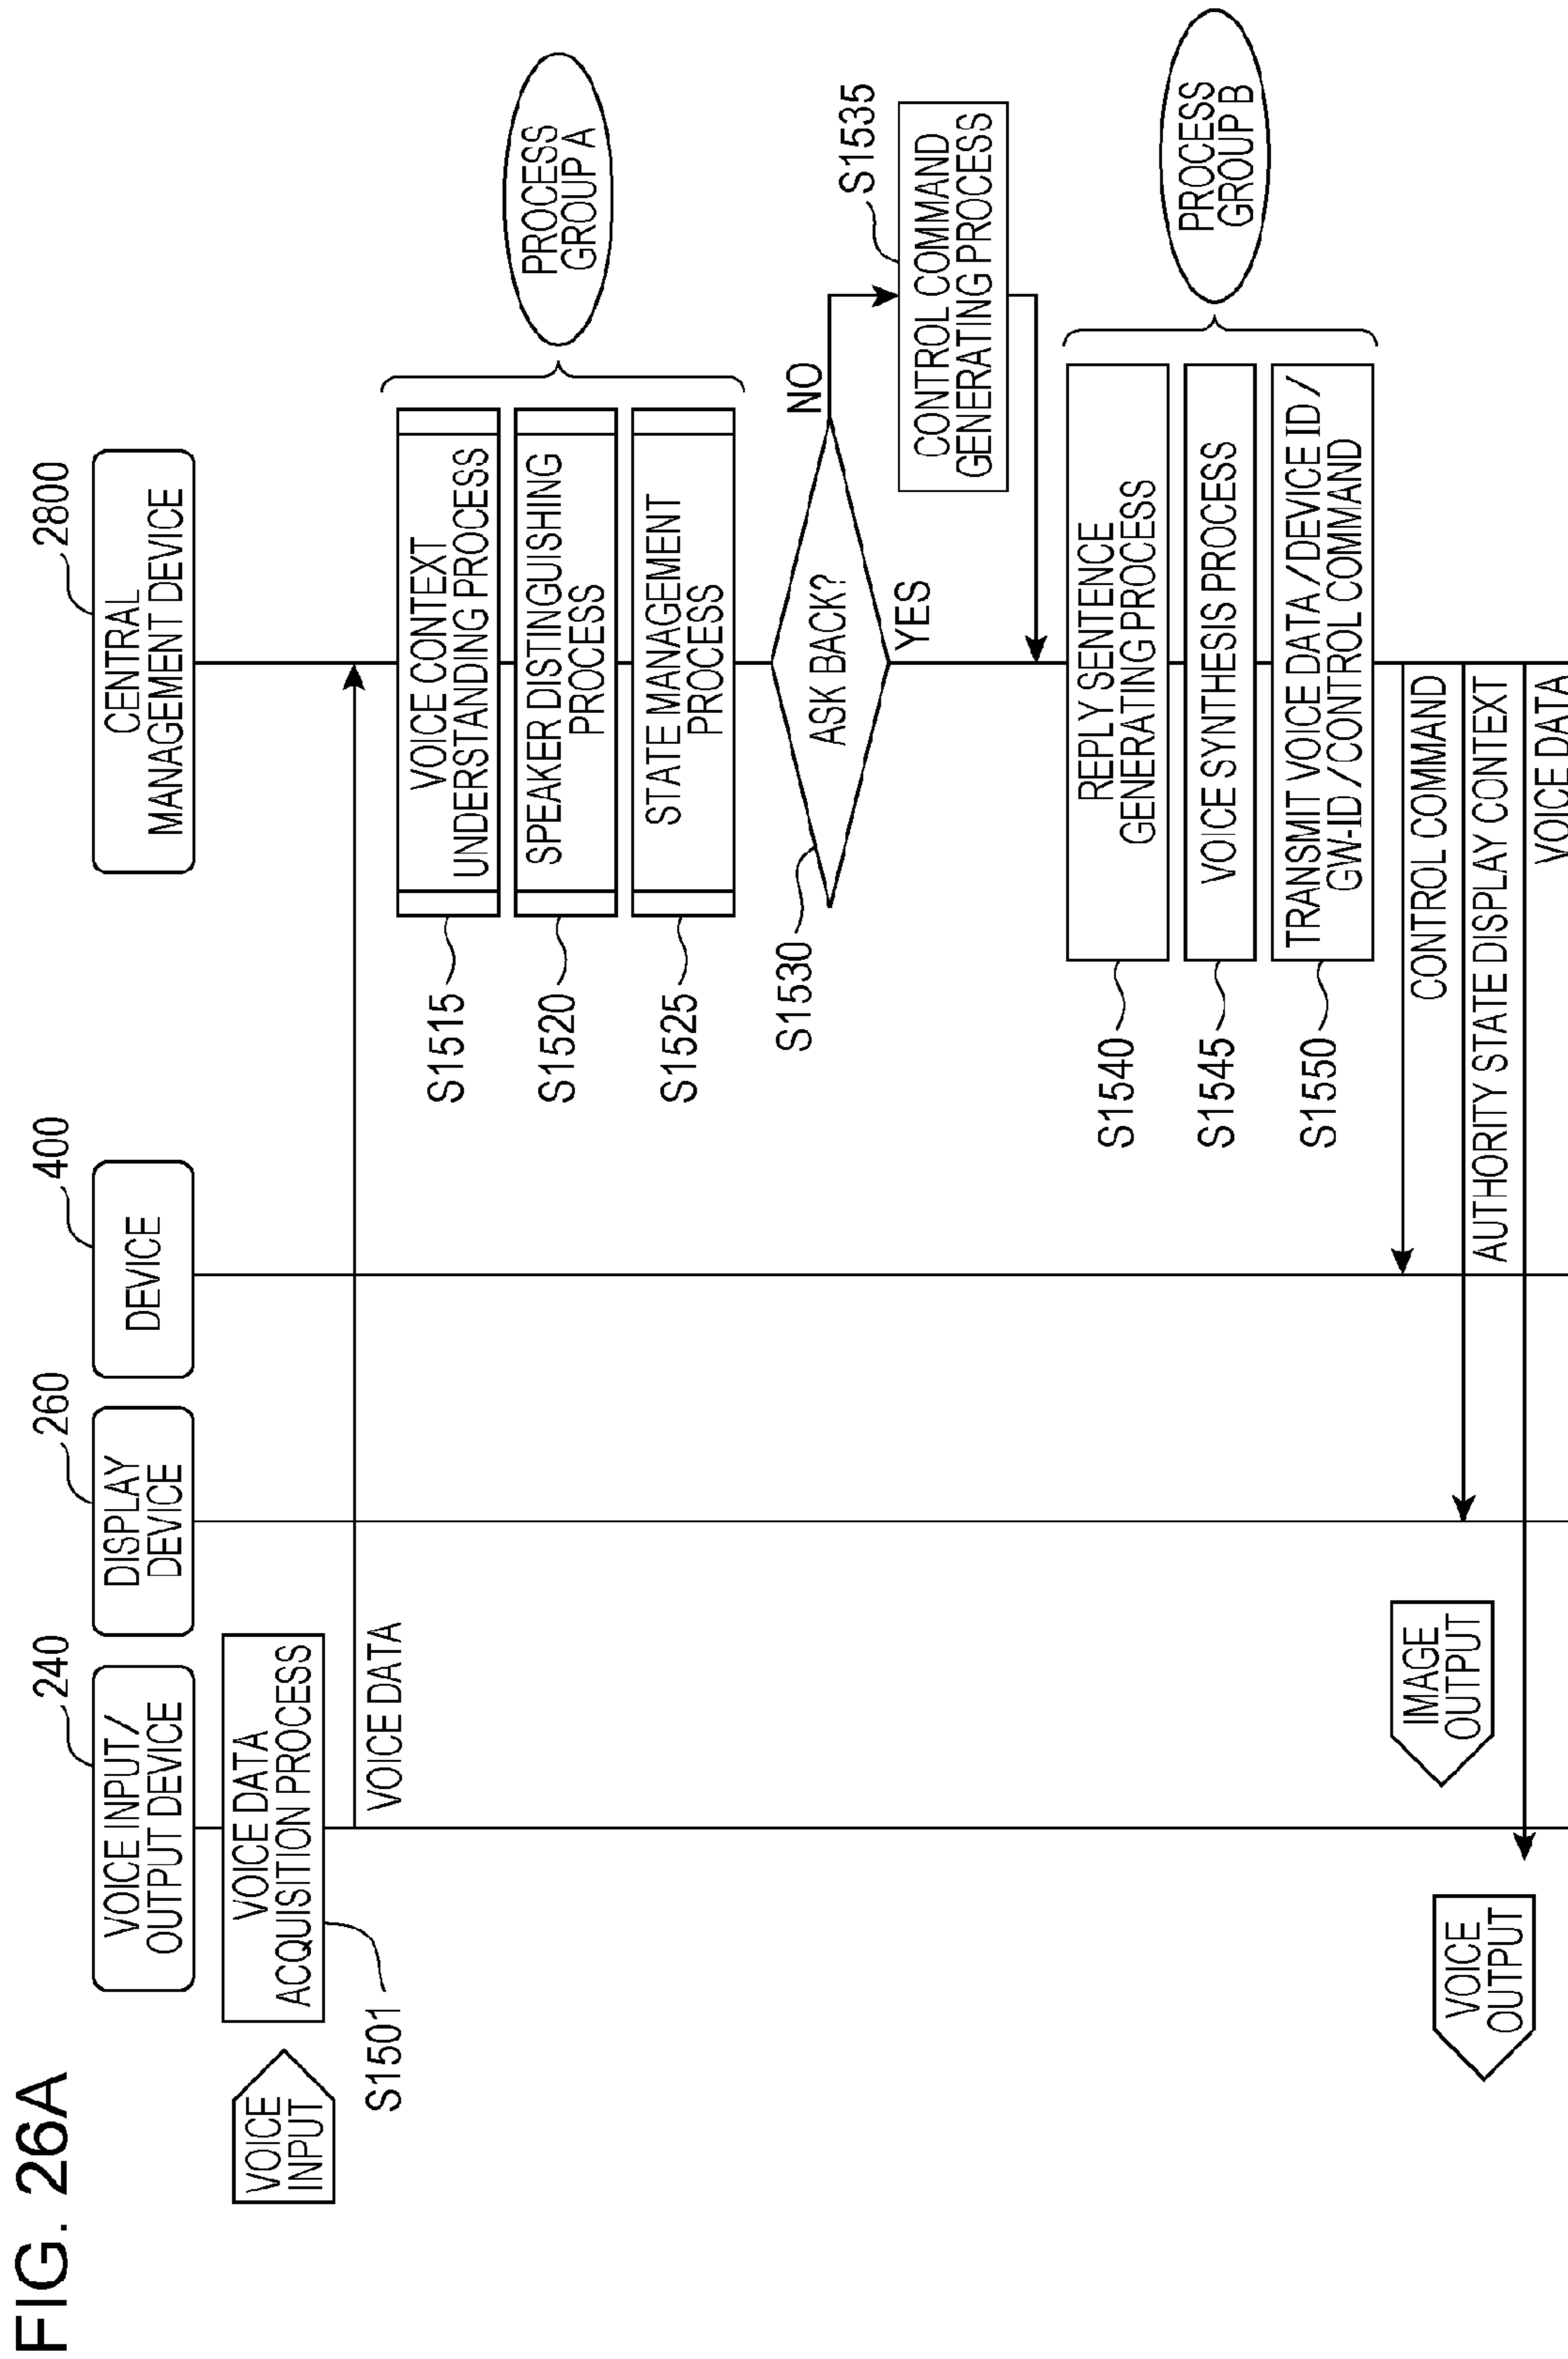 FIG. 26A
240
VOICE INPUT/
OUTPUT DEVICE
260
DISPLAY
DEVICE
400
DEVICE
2800
CENTRAL
MANAGEMENT DEVICE
VOICE
INPUT
VOICE DATA
ACQUISITION PROCESS
S1501
VOICE DATA
S1515
VOICE CONTEXT
UNDERSTANDING PROCESS
S1520
SPEAKER DISTINGUISHING
PROCESS
S1525
STATE MANAGEMENT
PROCESS
PROCESS
GROUP A
S1530
ASK BACK?
NO
YES
S1535
CONTROL COMMAND
GENERATING PROCESS
S1540
REPLY SENTENCE
GENERATING PROCESS
S1545
VOICE SYNTHESIS PROCESS
S1550
TRANSMIT VOICE DATA/DEVICE ID/
GW-ID/CONTROL COMMAND
PROCESS
GROUP B
CONTROL COMMAND
IMAGE
OUTPUT
AUTHORITY STATE DISPLAY CONTEXT
VOICE
OUTPUT
VOICE DATA